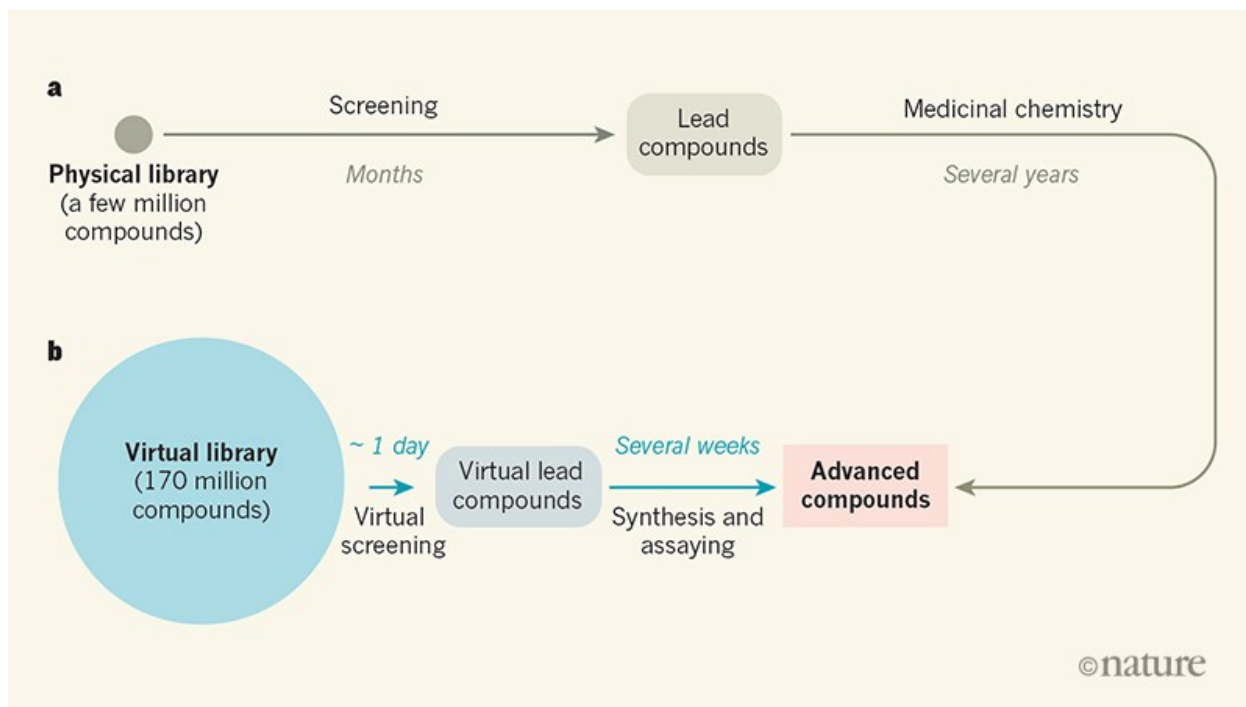 a
Screening
Lead
compounds
Medicinal chemistry
Physical library
(a few million
compounds)
Months
Several years
b
Virtual library
(170 million
compounds)
~ 1 day
Virtual
screening
Virtual lead
compounds
Several weeks
Synthesis and
assaying
Advanced
compounds
©nature